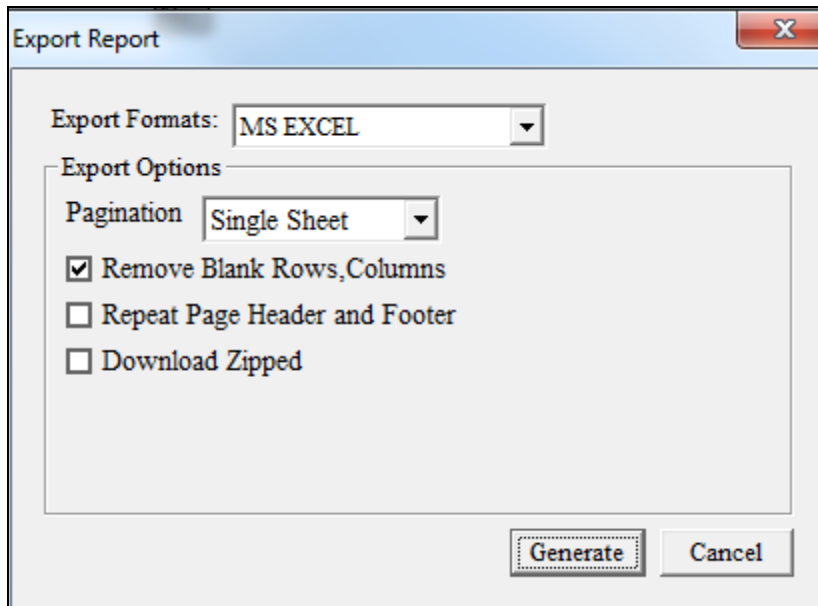 Export Report
Export Formats: MS EXCEL
Export Options
Pagination Single Sheet
Remove Blank Rows,Columns
Repeat Page Header and Footer
Download Zipped
Generate Cancel